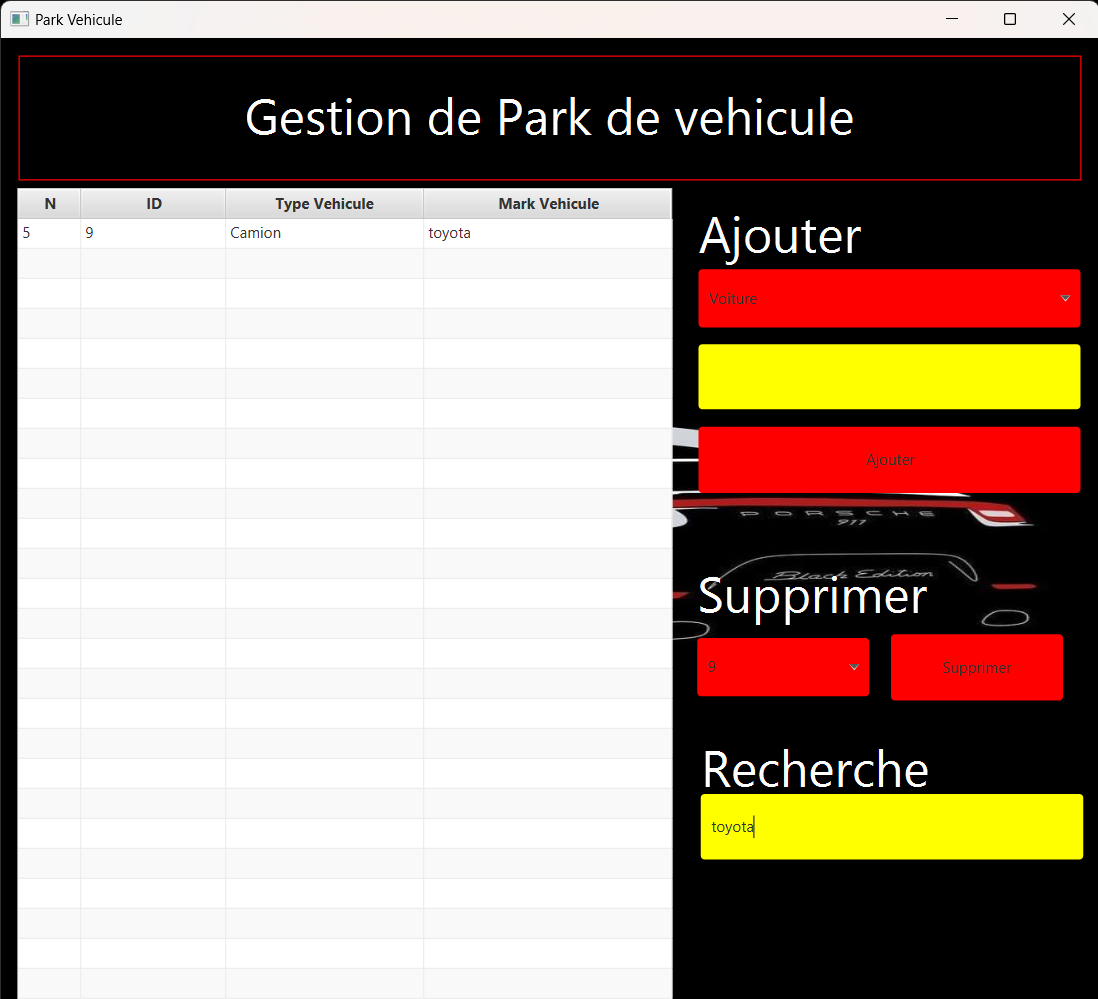 Park Vehicule
Gestion de Park de vehicule
N ID Type Vehicule Mark Vehicule
5 9 Camion toyota
Ajouter
Voiture
Ajouter
PORSCHE
911
Black Edition
Supprimer
9 Supprimer
Recherche
toyota